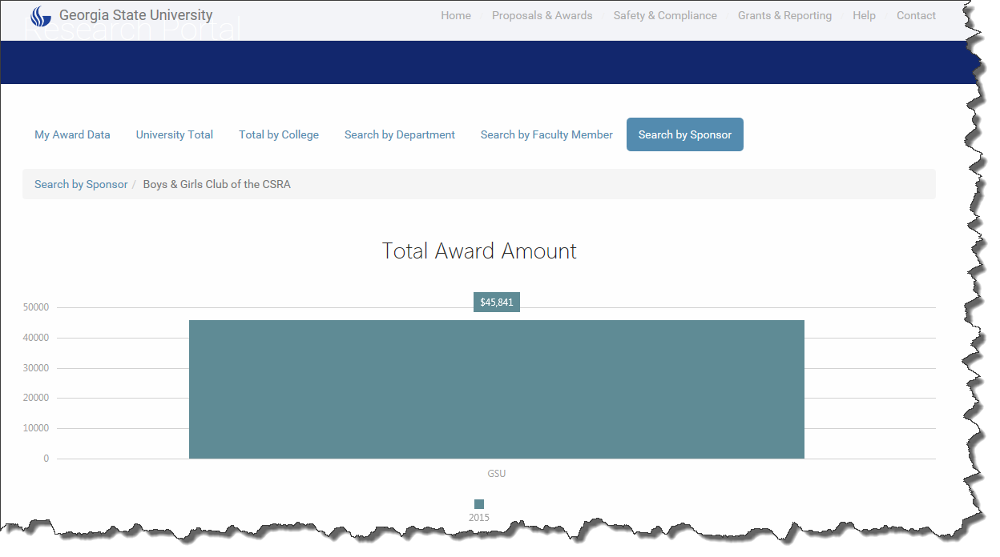 Georgia State University
Research Portal
Home Proposals & Awards Safety & Compliance Grants & Reporting Help Contact
My Award Data University Total Total by College Search by Department Search by Faculty Member Search by Sponsor
Search by Sponsor / Boys & Girls Club of the CSRA
Total Award Amount
$45,841
50000
40000
30000
20000
10000
0
GSU
2015